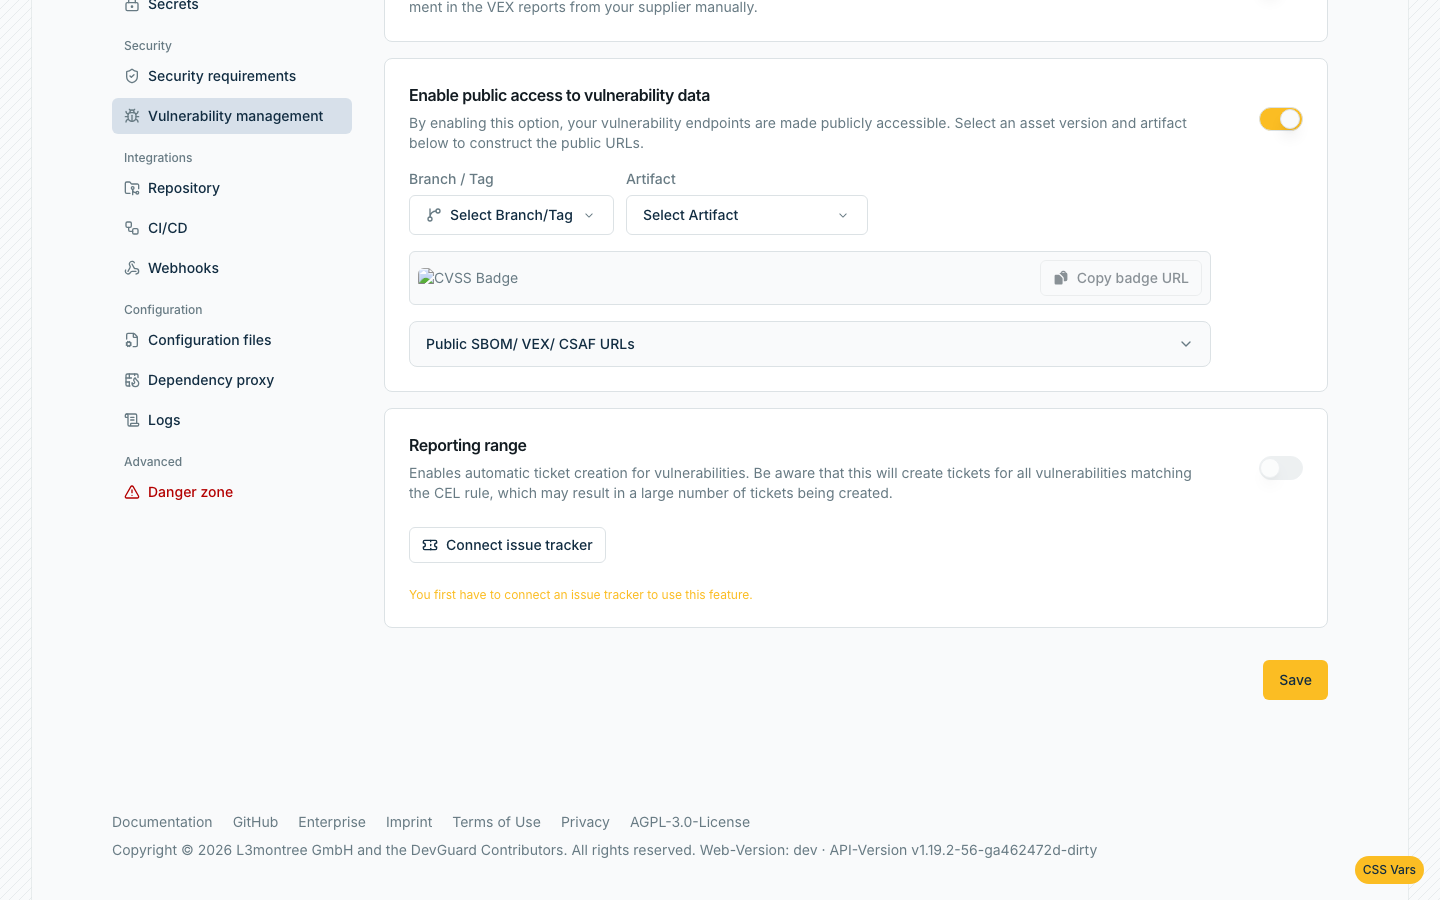 Secrets
Security
Security requirements
Vulnerability management
Integrations
Repository
CI/CD
Webhooks
Configuration
Configuration files
Dependency proxy
Logs
Advanced
Danger zone
ment in the VEX reports from your supplier manually.
Enable public access to vulnerability data
By enabling this option, your vulnerability endpoints are made publicly accessible. Select an asset version and artifact
below to construct the public URLs.
Branch / Tag
Artifact
Select Branch/Tag
Select Artifact
CVSS Badge
Copy badge URL
Public SBOM/ VEX/ CSAF URLs
Reporting range
Enables automatic ticket creation for vulnerabilities. Be aware that this will create tickets for all vulnerabilities matching
the CEL rule, which may result in a large number of tickets being created.
Connect issue tracker
You first have to connect an issue tracker to use this feature.
Save
Documentation GitHub Enterprise Imprint Terms of Use Privacy AGPL-3.0-License
Copyright © 2026 L3montree GmbH and the DevGuard Contributors. All rights reserved. Web-Version: dev · API-Version v1.19.2-56-ga462472d-dirty
CSS Vars